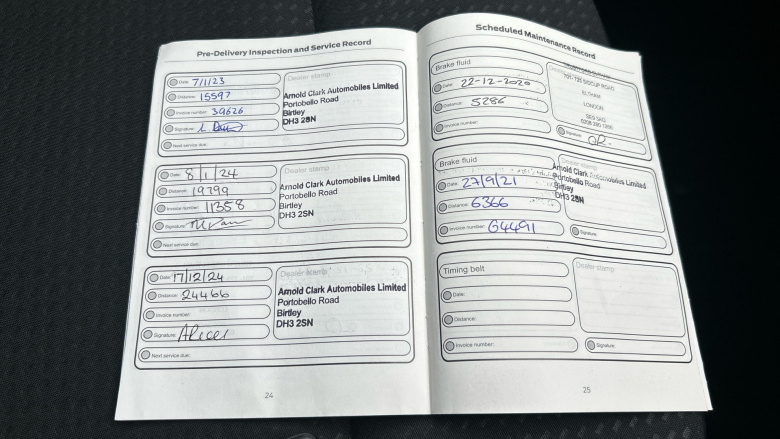 Pre-Delivery Inspection and Service Record
Date: 7/1/23
Distance: 15597
Invoice number: 39626
Signature:
Next service due:
Dealer stamp
Arnold Clark Automobiles Limited
Portobello Road
Birtley
DH3 2SN
Date: 8/1/24
Distance: 19799
Invoice number: 11358
Signature:
Next service due:
Dealer stamp
Arnold Clark Automobiles Limited
Portobello Road
Birtley
DH3 2SN
Date: 17/12/24
Distance: 24466
Invoice number:
Signature:
Next service due:
Dealer stamp
Arnold Clark Automobiles Limited
Portobello Road
Birtley
DH3 2SN
24
Scheduled Maintenance Record
Brake fluid
Date: 22-12-2020
Distance: 5286
Invoice number:
SIDCUP ROAD
ELTHAM
LONDON
Signature:
Brake fluid
Date: 27/9/21
Distance: 6366
Invoice number: 64491
Dealer stamp
Arnold Clark Automobiles Limited
Portobello Road
Birtley
DH3 2SN
Signature:
Timing belt
Date:
Distance:
Invoice number:
Dealer stamp
Signature:
25